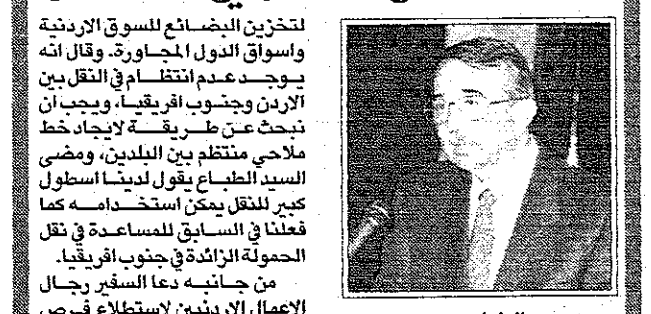 لتخزين البضائع للسوق الاردنية
واسواق الدول المجاورة. وقال انه
يوجد عدم انتظام في النقل بين
الاردن وجنوب افريقيا، ويجب ان
نبحث عن طريقة لايجاد خط
ملاحي منتظم بين البلدين، ومضى
السيد الطباع يقول لدينا اسطول
كبير للنقل يمكن استخدامه كما
فعلنا في السابق للمساعدة في نقل
الحمولة الزائدة في جنوب افريقيا.
من جانبه دعا السفير رجال
الاعمال الاردنيين لاستطلاع فرص